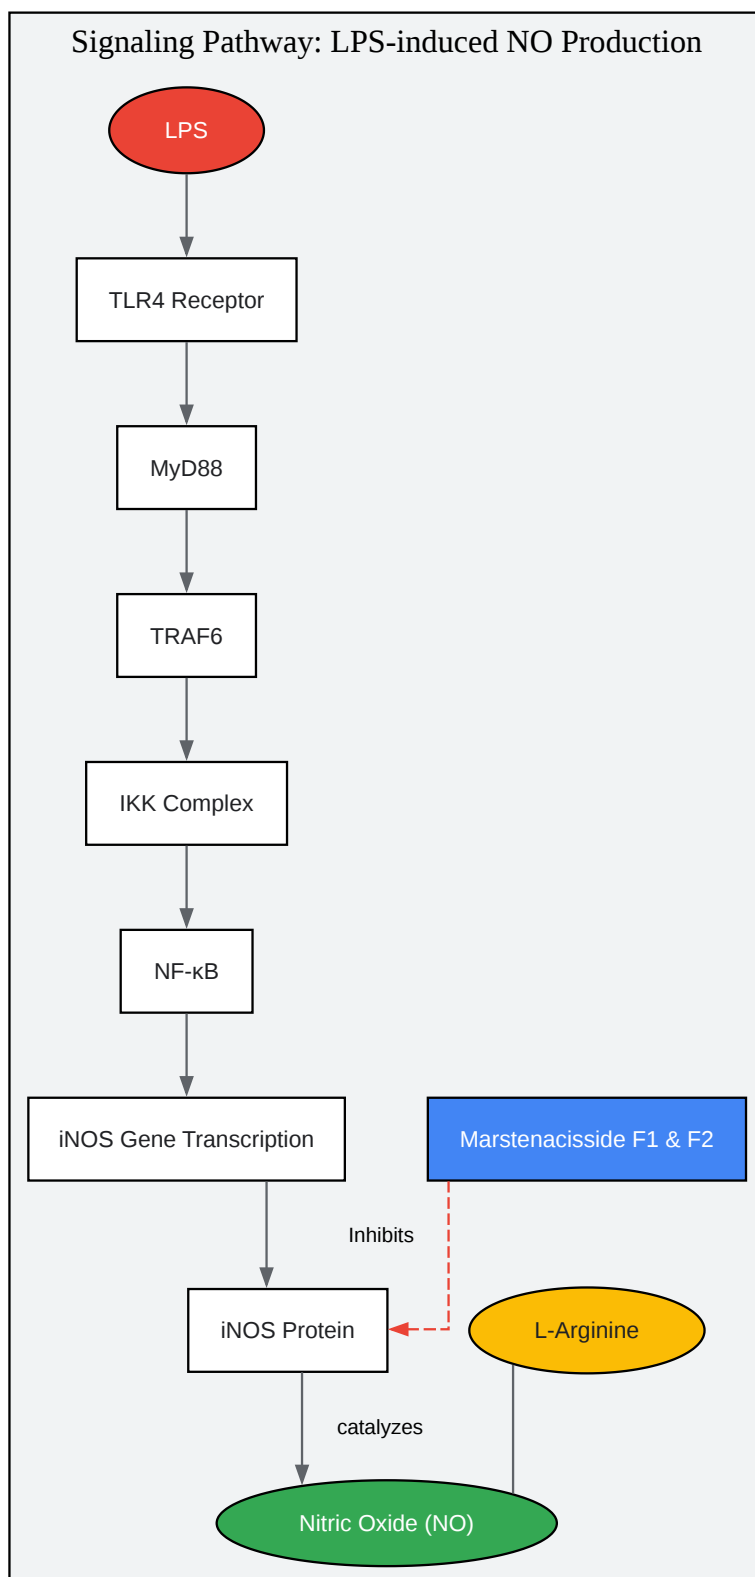 Signaling Pathway: LPS-induced NO Production
LPS
TLR4 Receptor
MyD88
TRAF6
IKK Complex
NF-κB
iNOS Gene Transcription
Marstenacisside F1 & F2
Inhibits
iNOS Protein
L-Arginine
catalyzes
Nitric Oxide (NO)